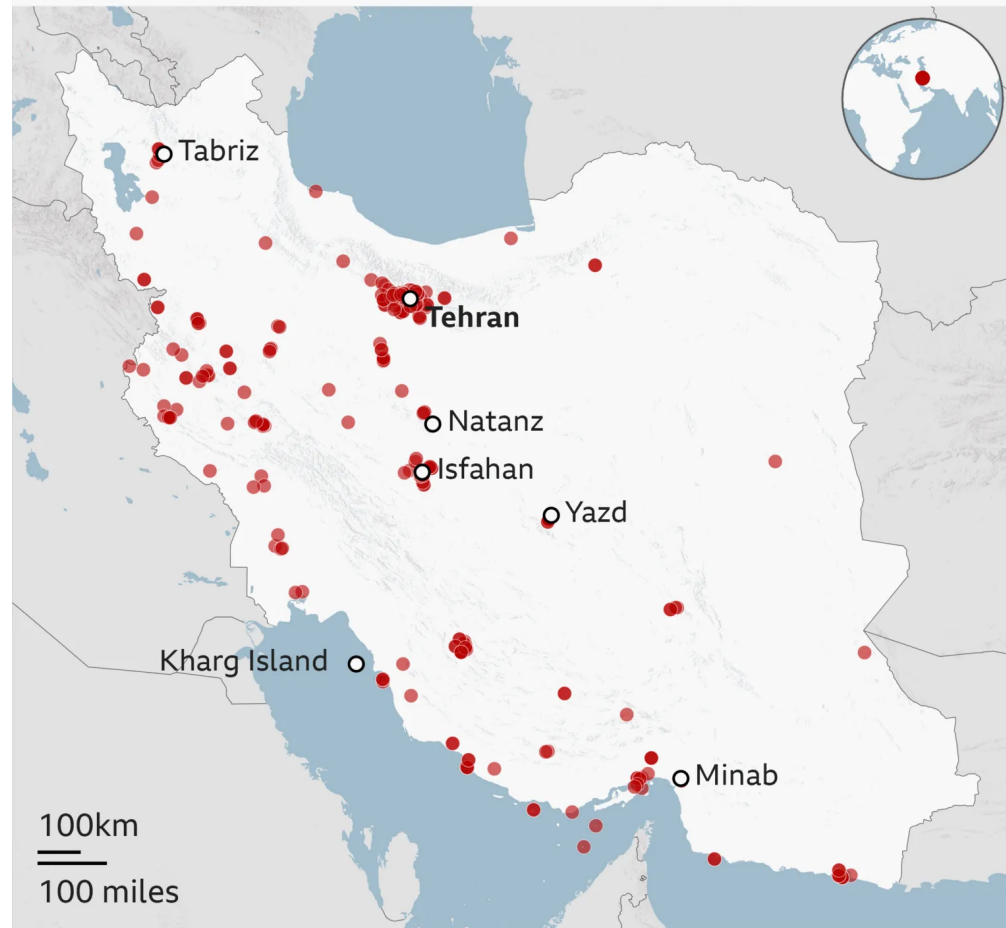 Tabriz
Tehran
Natanz
Isfahan
Yazd
Kharg Island
Minab
100km
100 miles